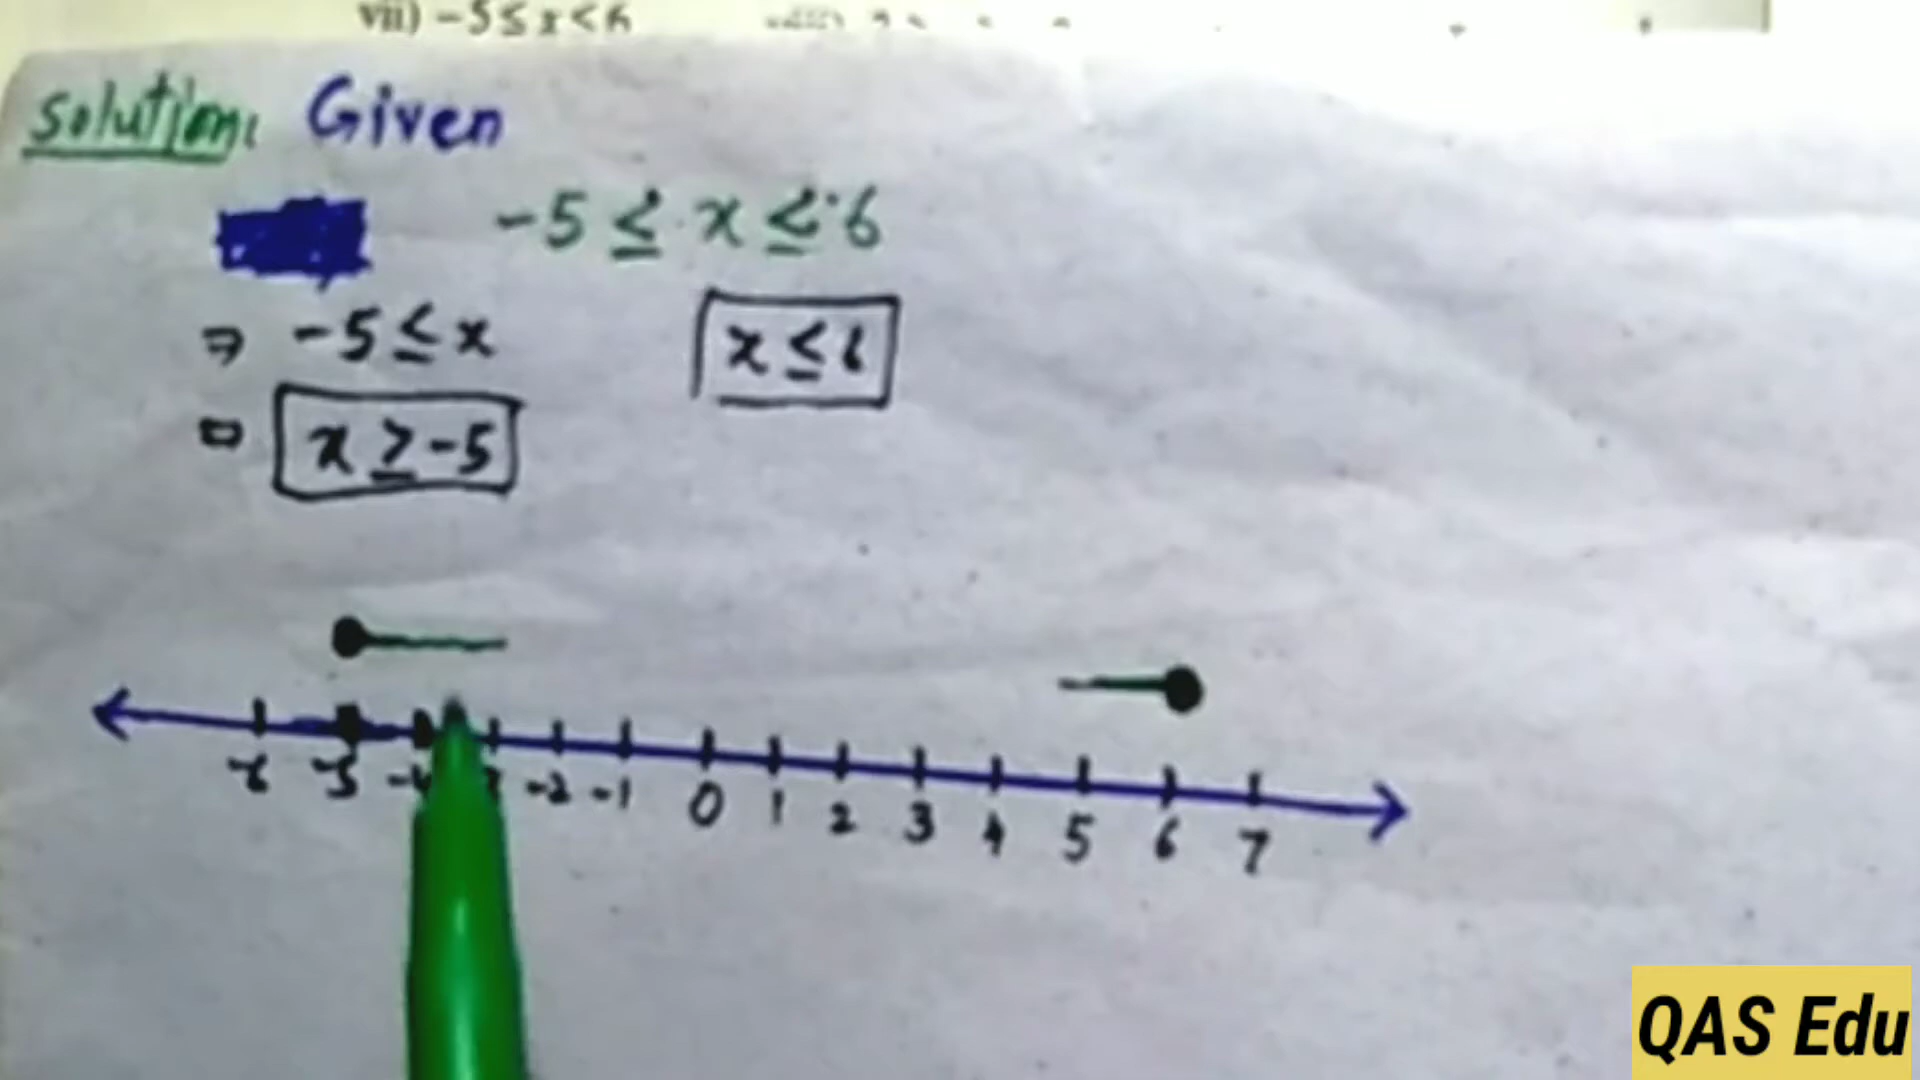 vii) -5 ≤ x < 6
Solution: Given
-5 ≤ x ≤ 6
⇒ -5 ≤ x
x ≤ 6
⇒ x ≥ -5
-6 -5 -4 -2 -1 0 1 2 3 4 5 6 7
QAS Edu